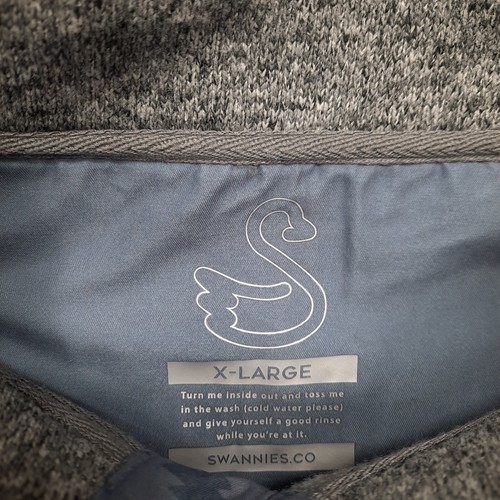 X-LARGE
Turn me inside out and toss me
in the wash (cold water please)
and give yourself a good rinse
while you're at it.
SWANNIES.CO